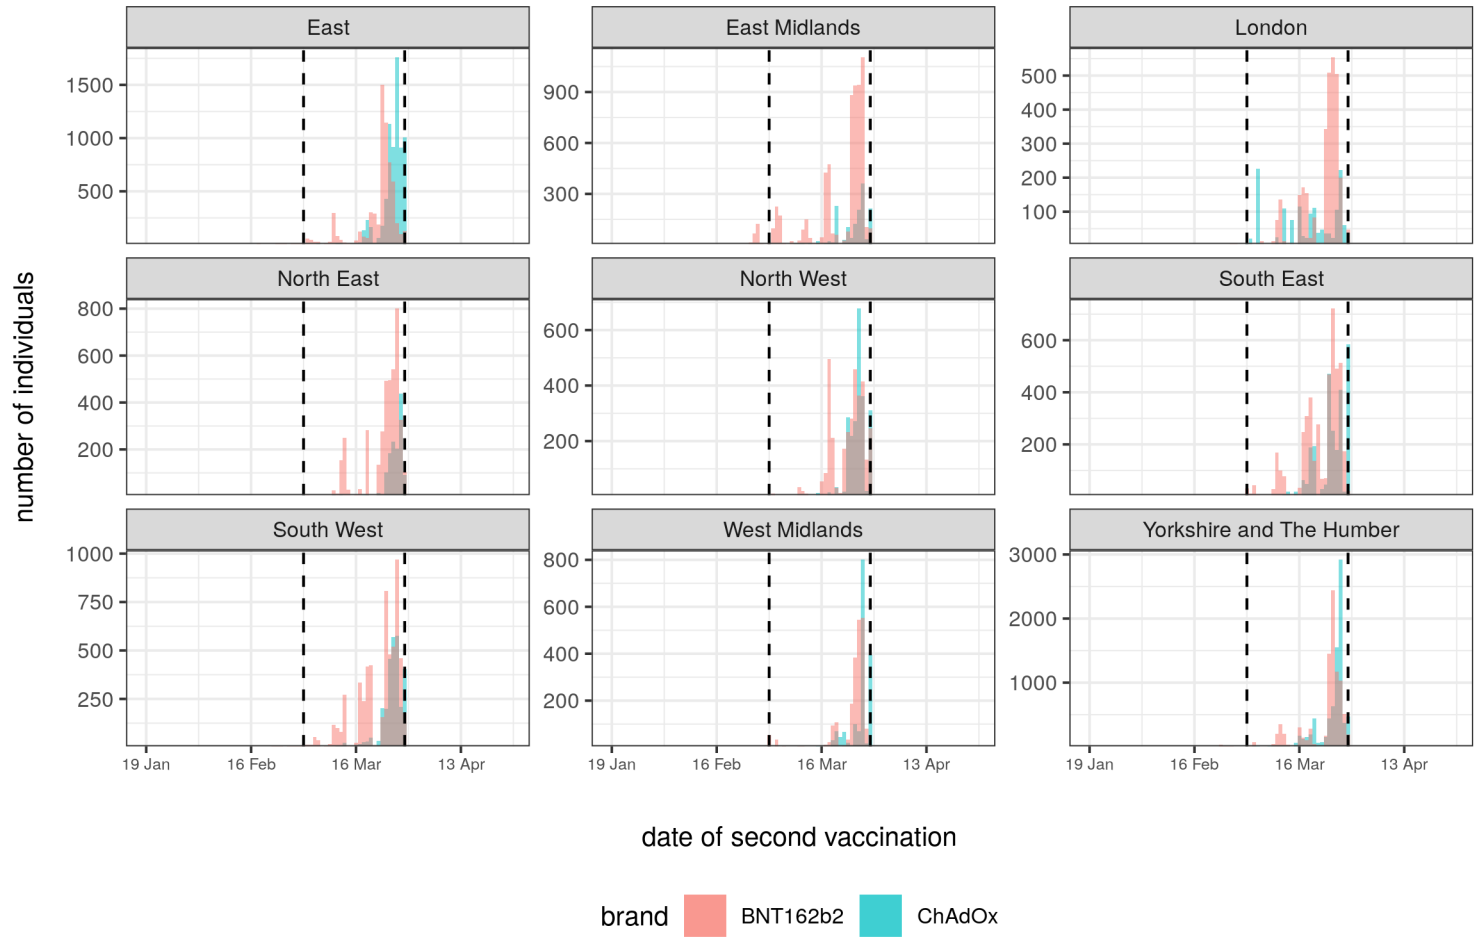 East
East Midlands
London
1500
1000
500
900
600
300
500
400
300
200
100
North East
North West
South East
800
600
400
200
600
400
200
600
400
200
South West
West Midlands
Yorkshire and The Humber
1000
750
500
250
800
600
400
200
3000
2000
1000
19 Jan 16 Feb 16 Mar 13 Apr
19 Jan 16 Feb 16 Mar 13 Apr
19 Jan 16 Feb 16 Mar 13 Apr
number of individuals
date of second vaccination
brand BNT162b2 ChAdOx